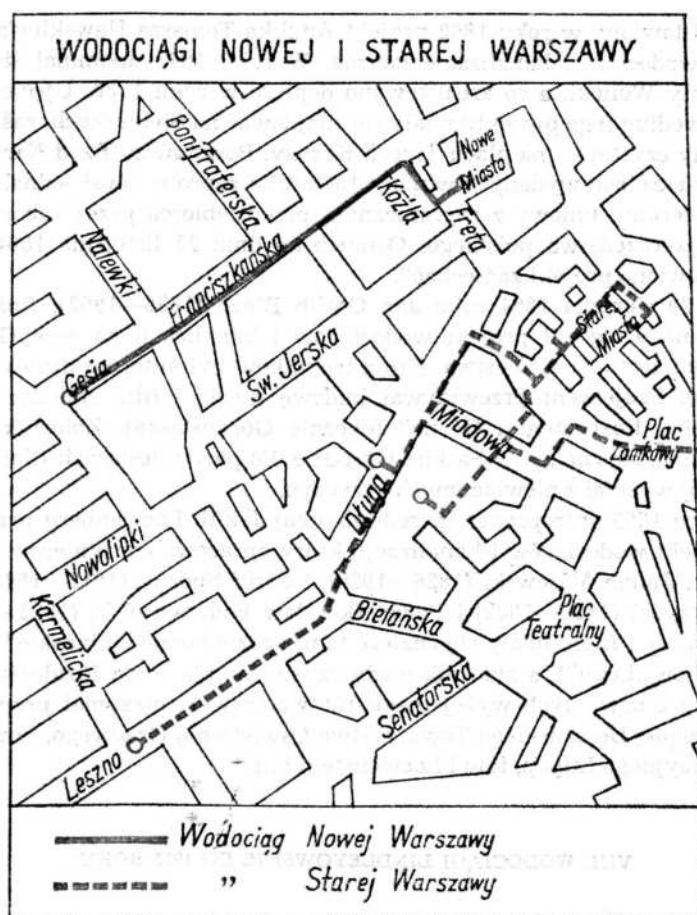 WODOCIĄGI NOWEJ I STAREJ WARSZAWY
Bonifraterska
Nowe
Miasto
Koźla
Freta
Nalewki
Franciszkańska
Gęsia
Św. Jerska
Stare
Miasto
Miodowa
Plac
Zamkowy
Długa
Nowolipki
Karmelicka
Bielańska
Plac
Teatralny
Senatorska
Leszno
Wodociąg Nowej Warszawy
„ Starej Warszawy